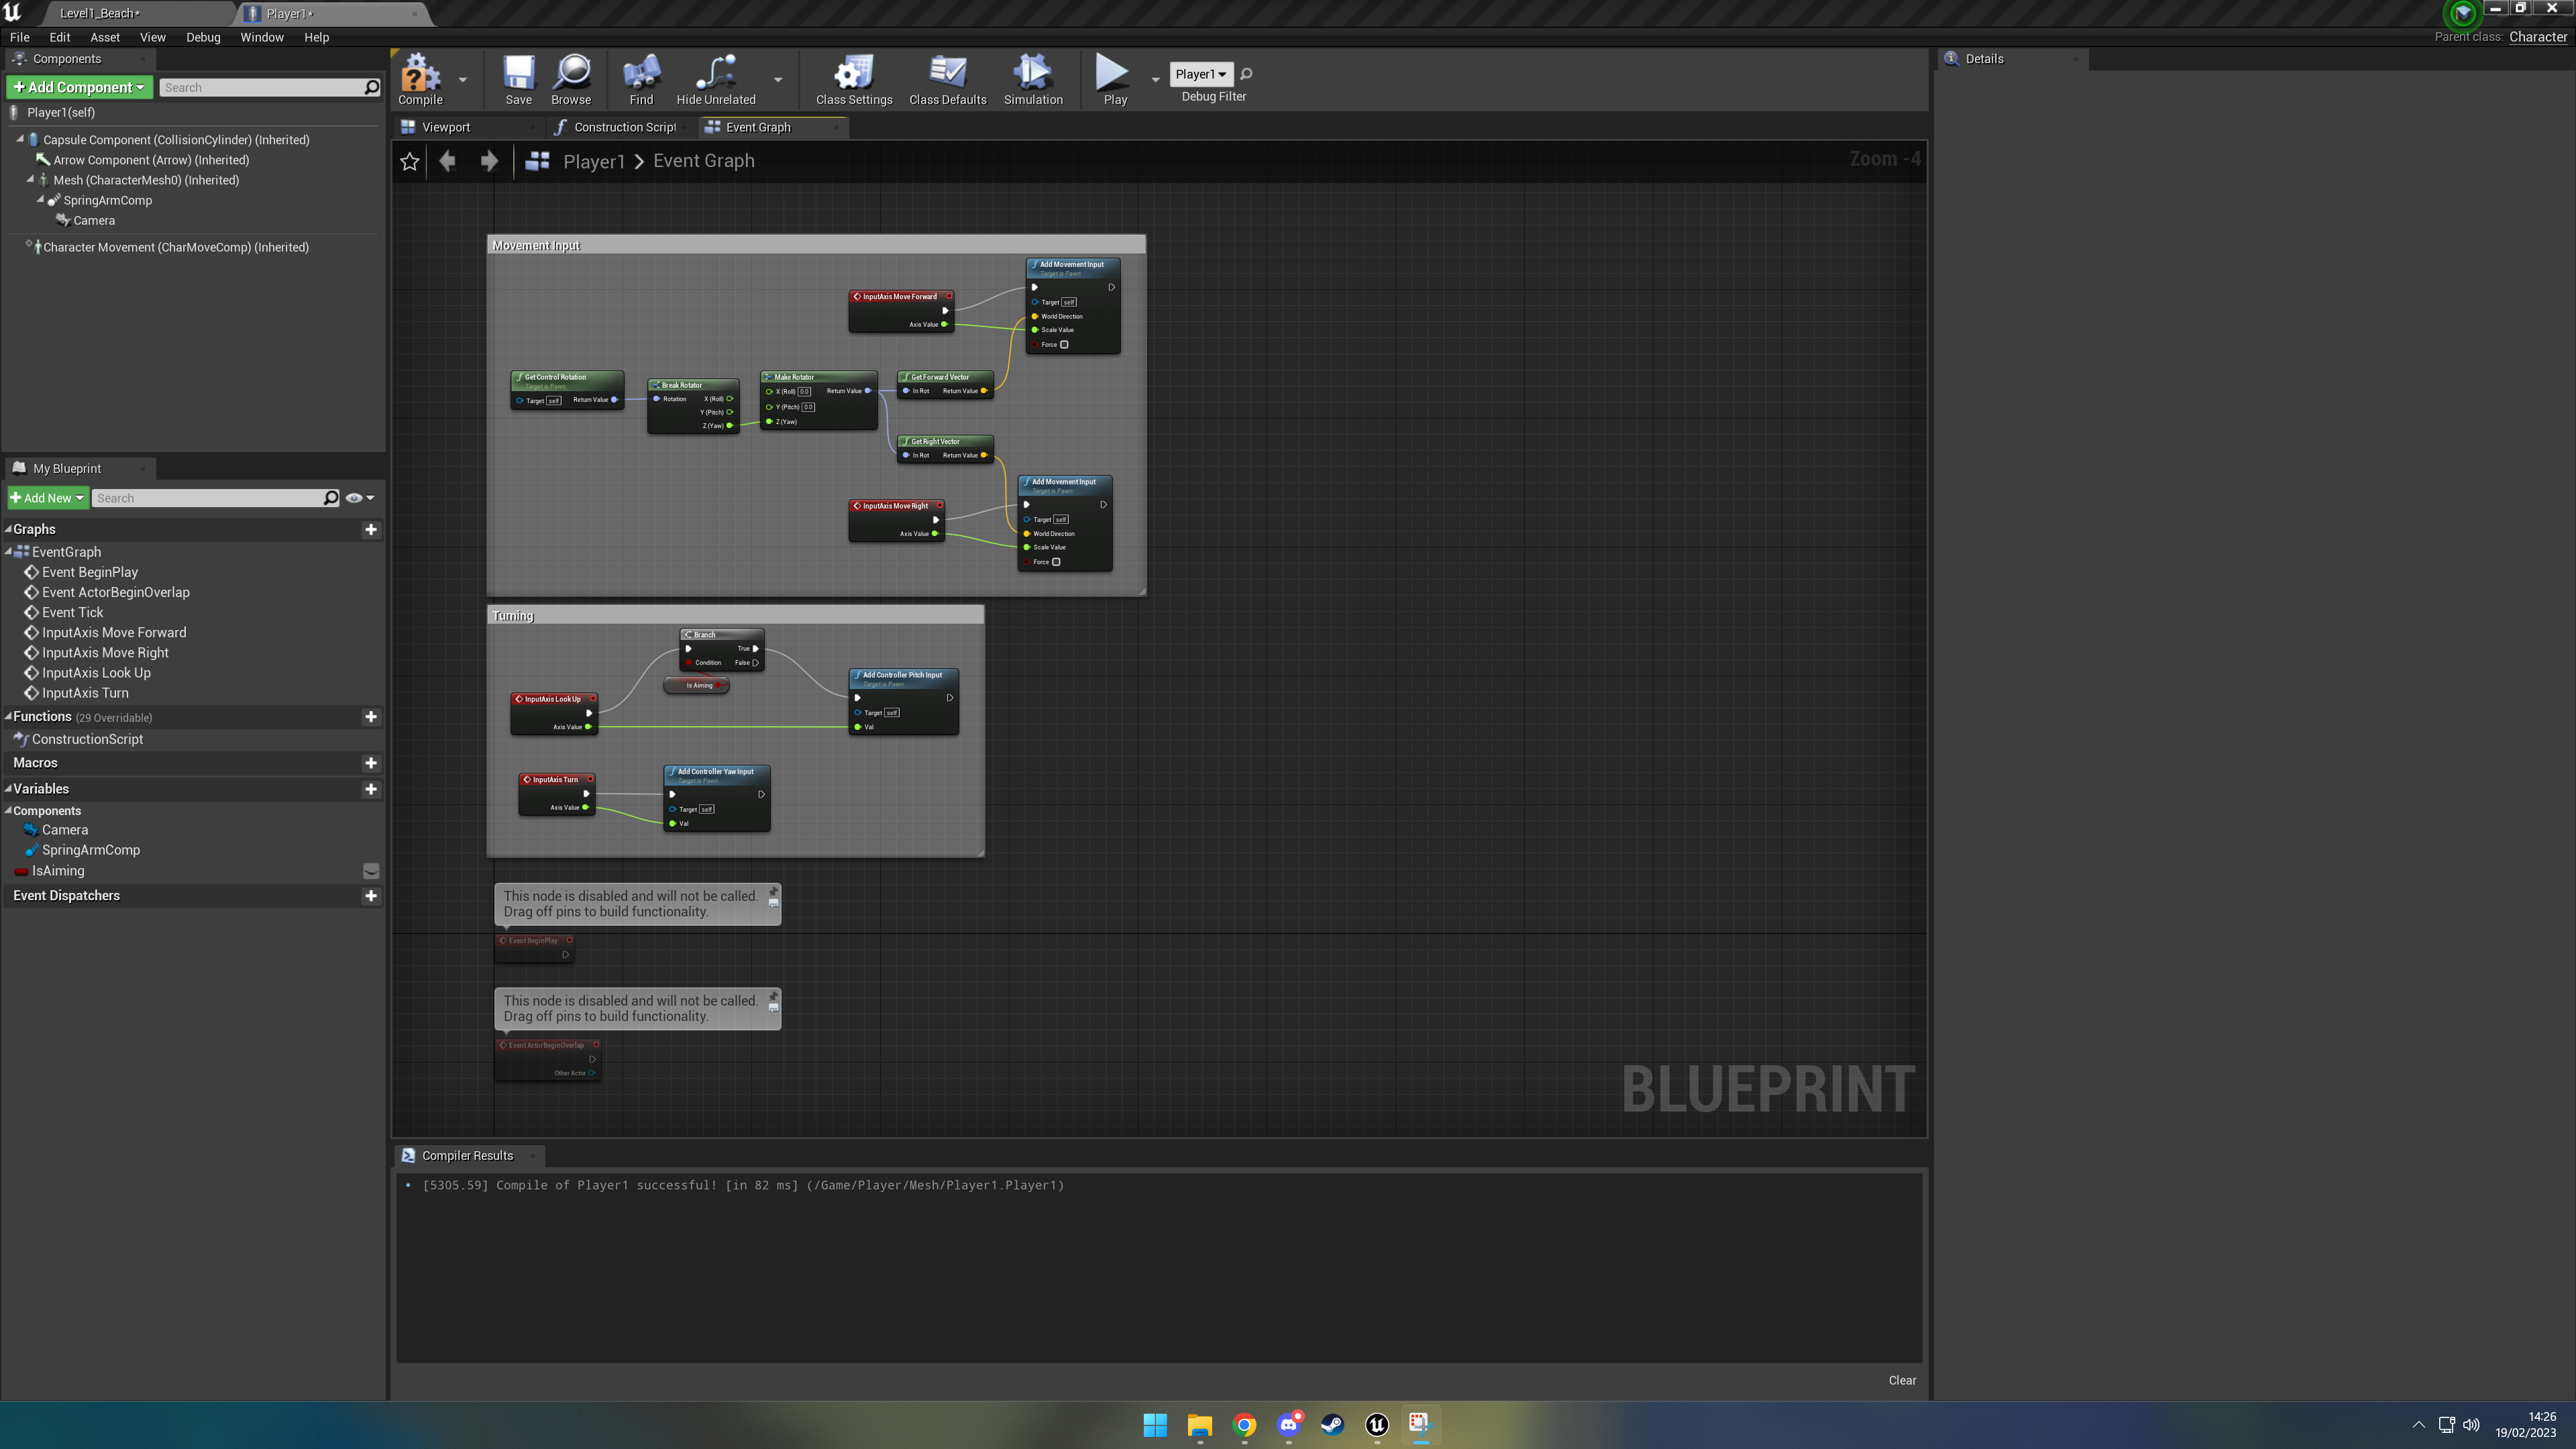 Level1_Beach*
Player1*
File Edit Asset View Debug Window Help
Parent class: Character
Components
Add Component
Search
Player1(self)
Capsule Component (CollisionCylinder) (Inherited)
Arrow Component (Arrow) (Inherited)
Mesh (CharacterMesh0) (Inherited)
SpringArmComp
Camera
Character Movement (CharMoveComp) (Inherited)
My Blueprint
Add New
Search
Graphs
EventGraph
Event BeginPlay
Event ActorBeginOverlap
Event Tick
InputAxis Move Forward
InputAxis Move Right
InputAxis Look Up
InputAxis Turn
Functions (29 Overridable)
ConstructionScript
Macros
Variables
Components
Camera
SpringArmComp
IsAiming
Event Dispatchers
Compile
Save
Browse
Find
Hide Unrelated
Class Settings
Class Defaults
Simulation
Play
Player1
Debug Filter
Viewport
Construction Script
Event Graph
Player1 > Event Graph
Zoom -4
Movement Input
Add Movement Input
Target is Pawn
Target self
World Direction
Scale Value
Force
InputAxis Move Forward
Axis Value
Get Control Rotation
Target is Pawn
Target self Return Value
Break Rotator
Rotation X (Roll)
Y (Pitch)
Z (Yaw)
Make Rotator
X (Roll) 0.0 Return Value
Y (Pitch) 0.0
Z (Yaw)
Get Forward Vector
In Rot Return Value
Get Right Vector
In Rot Return Value
InputAxis Move Right
Axis Value
Add Movement Input
Target is Pawn
Target self
World Direction
Scale Value
Force
Turning
Branch
True
Condition False
Is Aiming
InputAxis Look Up
Axis Value
Add Controller Pitch Input
Target is Pawn
Target self
Val
InputAxis Turn
Axis Value
Add Controller Yaw Input
Target is Pawn
Target self
Val
This node is disabled and will not be called.
Drag off pins to build functionality.
Event BeginPlay
This node is disabled and will not be called.
Drag off pins to build functionality.
Event ActorBeginOverlap
Other Actor
BLUEPRINT
Compiler Results
[5305.59] Compile of Player1 successful! [in 82 ms] (/Game/Player/Mesh/Player1.Player1)
Clear
Details
14:26
19/02/2023